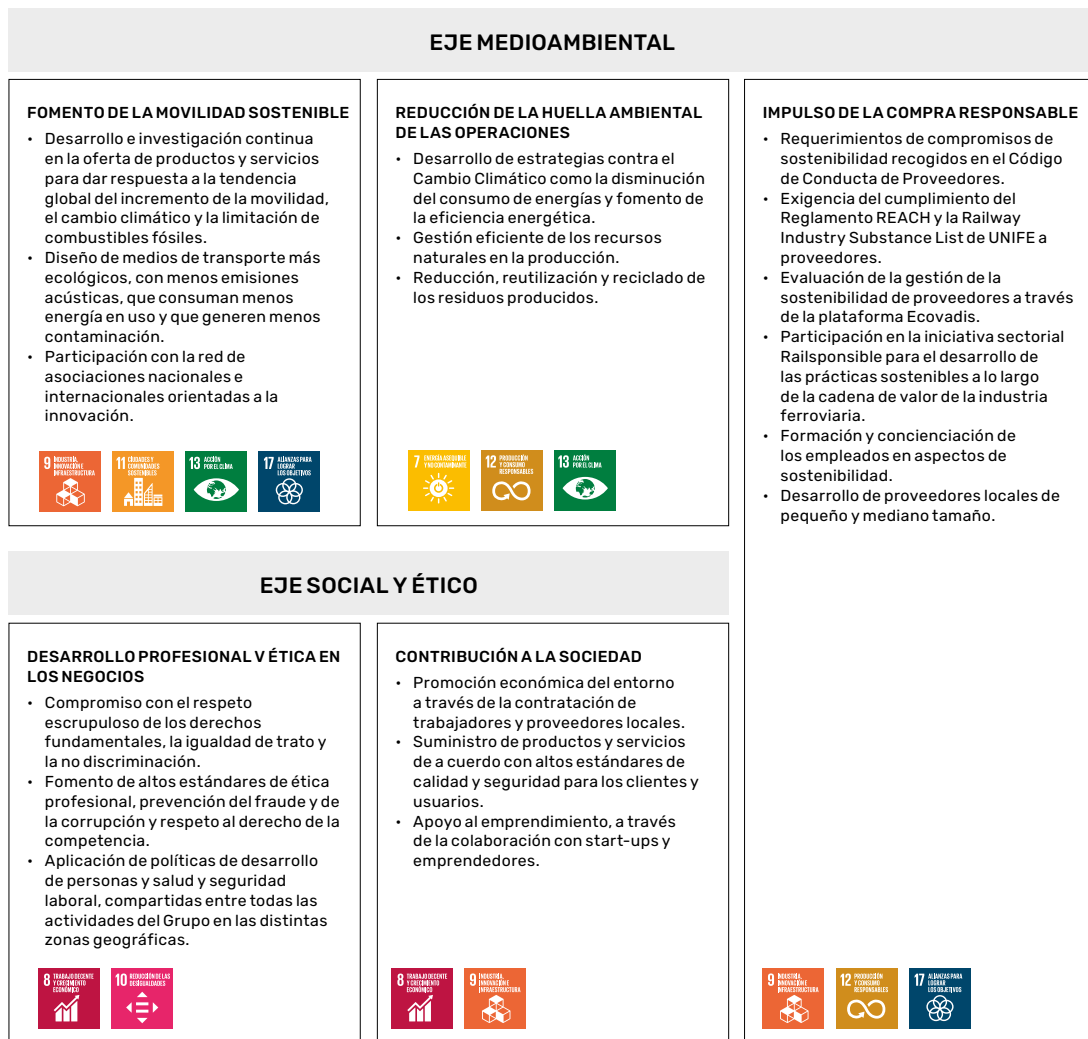 EJE MEDIOAMBIENTAL
FOMENTO DE LA MOVILIDAD SOSTENIBLE
• Desarrollo e investigación continua
en la oferta de productos y servicios
para dar respuesta a la tendencia
global del incremento de la movilidad,
el cambio climático y la limitación de
combustibles fósiles.
• Diseño de medios de transporte más
ecológicos, con menos emisiones
acústicas, que consuman menos
energía en uso y que generen menos
contaminación.
• Participación con la red de
asociaciones nacionales e
internacionales orientadas a la
innovación.
9 INDUSTRIA,
INNOVACIÓN E
INFRAESTRUCTURA
11 CIUDADES Y
COMUNIDADES
SOSTENIBLES
13 ACCIÓN
POR EL CLIMA
17 ALIANZAS PARA
LOGRAR
LOS OBJETIVOS
REDUCCIÓN DE LA HUELLA AMBIENTAL
DE LAS OPERACIONES
• Desarrollo de estrategias contra el
Cambio Climático como la disminución
del consumo de energías y fomento de
la eficiencia energética.
• Gestión eficiente de los recursos
naturales en la producción.
• Reducción, reutilización y reciclado de
los residuos producidos.
7 ENERGÍA ASEQUIBLE
Y NO CONTAMINANTE
12 PRODUCCIÓN
Y CONSUMO
RESPONSABLES
13 ACCIÓN
POR EL CLIMA
IMPULSO DE LA COMPRA RESPONSABLE
• Requerimientos de compromisos de
sostenibilidad recogidos en el Código
de Conducta de Proveedores.
• Exigencia del cumplimiento del
Reglamento REACH y la Railway
Industry Substance List de UNIFE a
proveedores.
• Evaluación de la gestión de la
sostenibilidad de proveedores a través
de la plataforma Ecovadis.
• Participación en la iniciativa sectorial
Railsponsible para el desarrollo de
las prácticas sostenibles a lo largo
de la cadena de valor de la industria
ferroviaria.
• Formación y concienciación de
los empleados en aspectos de
sostenibilidad.
• Desarrollo de proveedores locales de
pequeño y mediano tamaño.
9 INDUSTRIA,
INNOVACIÓN E
INFRAESTRUCTURA
12 PRODUCCIÓN
Y CONSUMO
RESPONSABLES
17 ALIANZAS PARA
LOGRAR
LOS OBJETIVOS
EJE SOCIAL Y ÉTICO
DESARROLLO PROFESIONAL V ÉTICA EN
LOS NEGOCIOS
• Compromiso con el respeto
escrupuloso de los derechos
fundamentales, la igualdad de trato y
la no discriminación.
• Fomento de altos estándares de ética
profesional, prevención del fraude y de
la corrupción y respeto al derecho de la
competencia.
• Aplicación de políticas de desarrollo
de personas y salud y seguridad
laboral, compartidas entre todas las
actividades del Grupo en las distintas
zonas geográficas.
8 TRABAJO DECENTE
Y CRECIMIENTO
ECONÓMICO
10 REDUCCIÓN DE LAS
DESIGUALDADES
CONTRIBUCIÓN A LA SOCIEDAD
• Promoción económica del entorno
a través de la contratación de
trabajadores y proveedores locales.
• Suministro de productos y servicios
de a cuerdo con altos estándares de
calidad y seguridad para los clientes y
usuarios.
• Apoyo al emprendimiento, a través
de la colaboración con start-ups y
emprendedores.
8 TRABAJO DECENTE
Y CRECIMIENTO
ECONÓMICO
9 INDUSTRIA,
INNOVACIÓN E
INFRAESTRUCTURA